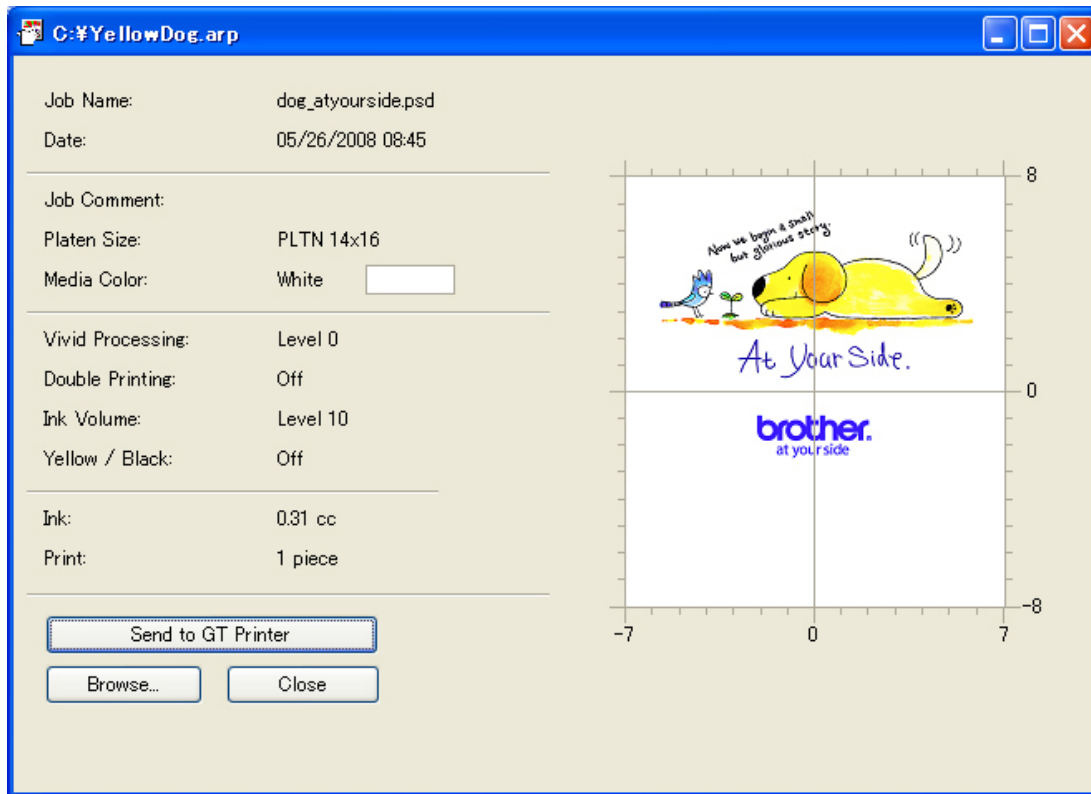 C:¥YellowDog.arp
Job Name: dog_atyourside.psd
Date: 05/26/2008 08:45
Job Comment:
Platen Size: PLTN 14x16
Media Color: White
Vivid Processing: Level 0
Double Printing: Off
Ink Volume: Level 10
Yellow / Black: Off
Ink: 0.31 cc
Print: 1 piece
Send to GT Printer
Browse...
Close
8
Now we begin a small
but glorious story.
At Your Side.
0
brother.
at your side
-8
-7 0 7